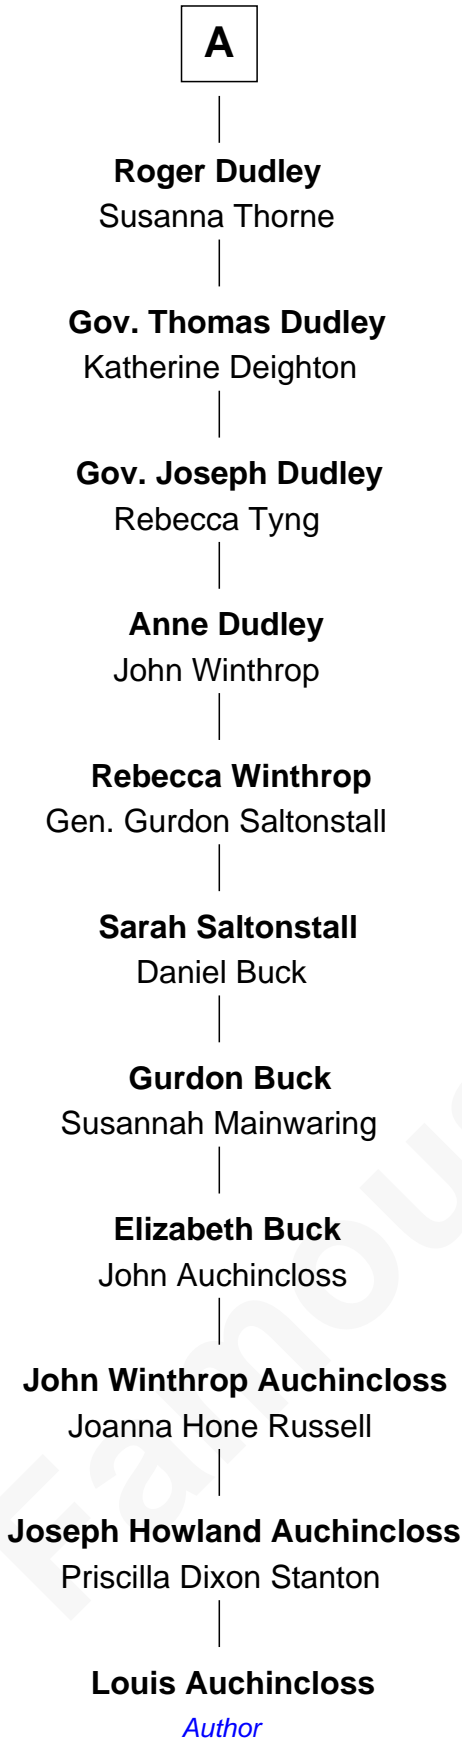 A
Roger Dudley
Susanna Thorne
Gov. Thomas Dudley
Katherine Deighton
Gov. Joseph Dudley
Rebecca Tyng
Anne Dudley
John Winthrop
Rebecca Winthrop
Gen. Gurdon Saltonstall
Sarah Saltonstall
Daniel Buck
Gurdon Buck
Susannah Mainwaring
Elizabeth Buck
John Auchincloss
John Winthrop Auchincloss
Joanna Hone Russell
Joseph Howland Auchincloss
Priscilla Dixon Stanton
Louis Auchincloss
Author
Famous